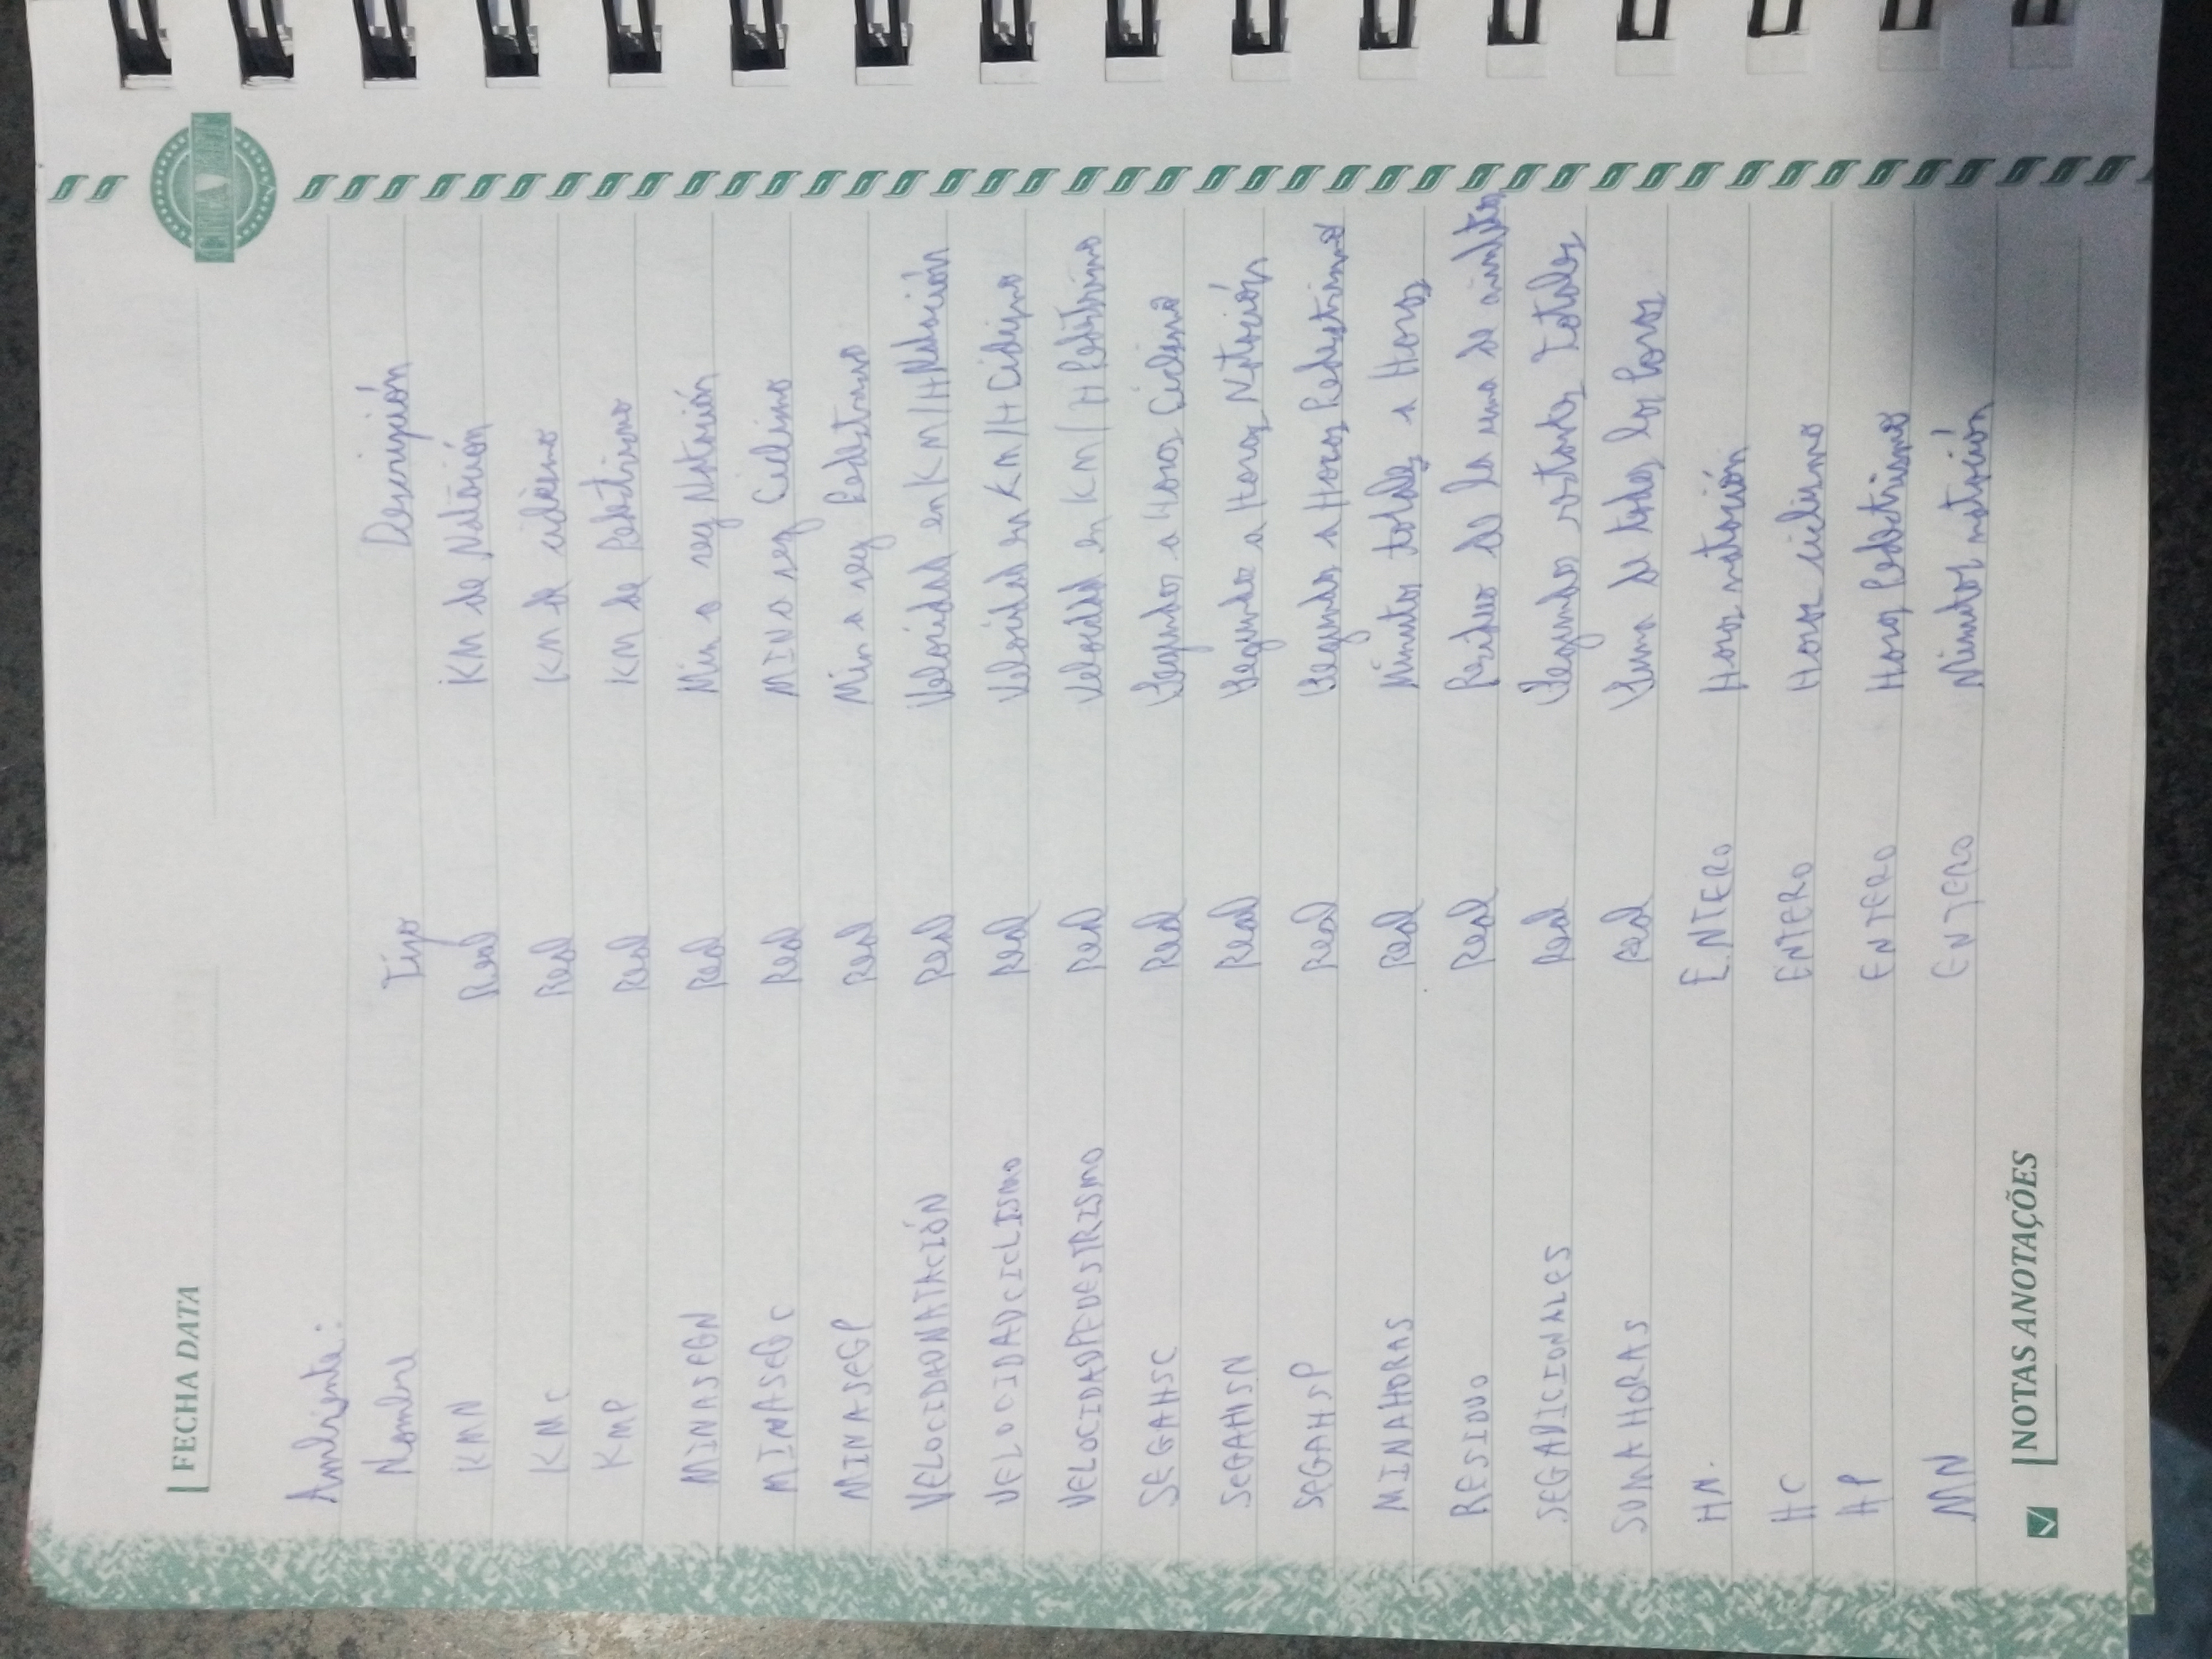 FECHA DATA
Ambiente:
Nombre Tipo Descripción
KMN Real KM de Natación
KMc Real KM de ciclismo
KMP Real KM de Pedestrismo
MINASEGN Real Min a seg Natación
MINASEGc Real MIN a seg Ciclismo
MINASEGP Real Min a seg Pedestrismo
VELOCIDADNATACIÓN Real Velocidad en KM/H Natación
VELOCIDADCICLISMO Real Velocidad en KM/H Ciclismo
VELOCIDADPEDESTRISMO Real Velocidad en KM/H Pedestrismo
SEGAHSC Real Segundos a Horas Ciclismo
SEGAHSN Real Segundos a Horas Natación
SEGAHSP Real Segundos a Horas Pedestrismo
MINAHORAS Real Minutos totales a Horas
RESIDUO Real Residuo de la suma de
SEGADICIONALES Real Segundos restantes Totales
SUMAHORAS Real Suma de todas las
HN. ENTERO Horas natación
HC ENTERO Horas ciclismo
HP ENTERO Horas Pedestrismo
MN ENTERO Minutos natación
NOTAS ANOTAÇÕES